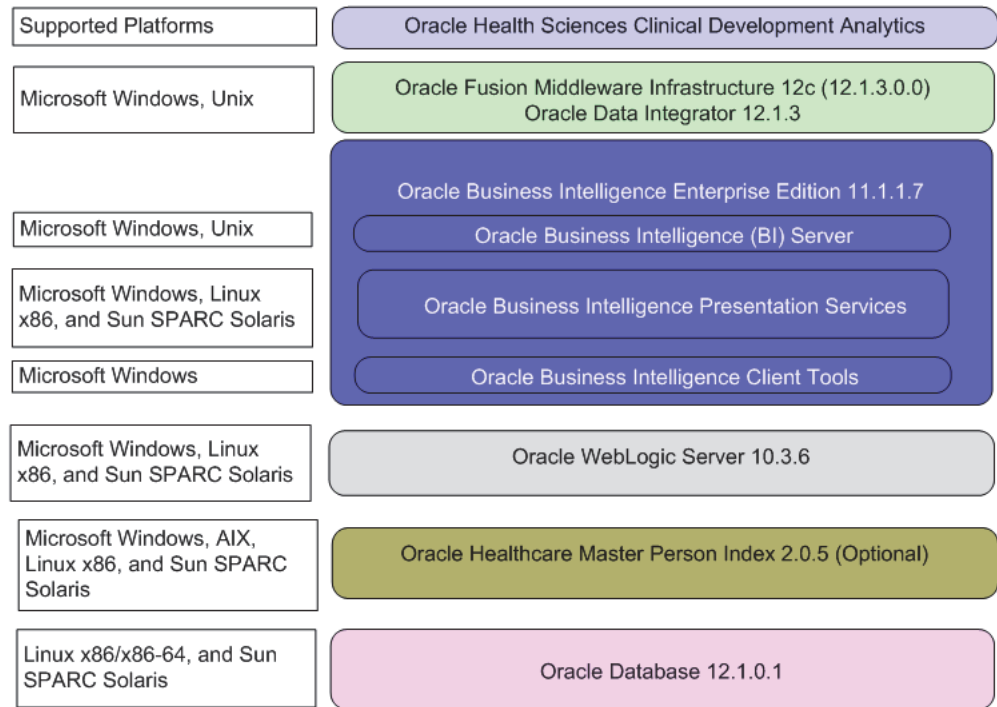 Supported Platforms
Oracle Health Sciences Clinical Development Analytics
Microsoft Windows, Unix
Oracle Fusion Middleware Infrastructure 12c (12.1.3.0.0)
Oracle Data Integrator 12.1.3
Oracle Business Intelligence Enterprise Edition 11.1.1.7
Microsoft Windows, Unix
Oracle Business Intelligence (BI) Server
Microsoft Windows, Linux
x86, and Sun SPARC Solaris
Oracle Business Intelligence Presentation Services
Microsoft Windows
Oracle Business Intelligence Client Tools
Microsoft Windows, Linux
x86, and Sun SPARC Solaris
Oracle WebLogic Server 10.3.6
Microsoft Windows, AIX,
Linux x86, and Sun SPARC
Solaris
Oracle Healthcare Master Person Index 2.0.5 (Optional)
Linux x86/x86-64, and Sun
SPARC Solaris
Oracle Database 12.1.0.1